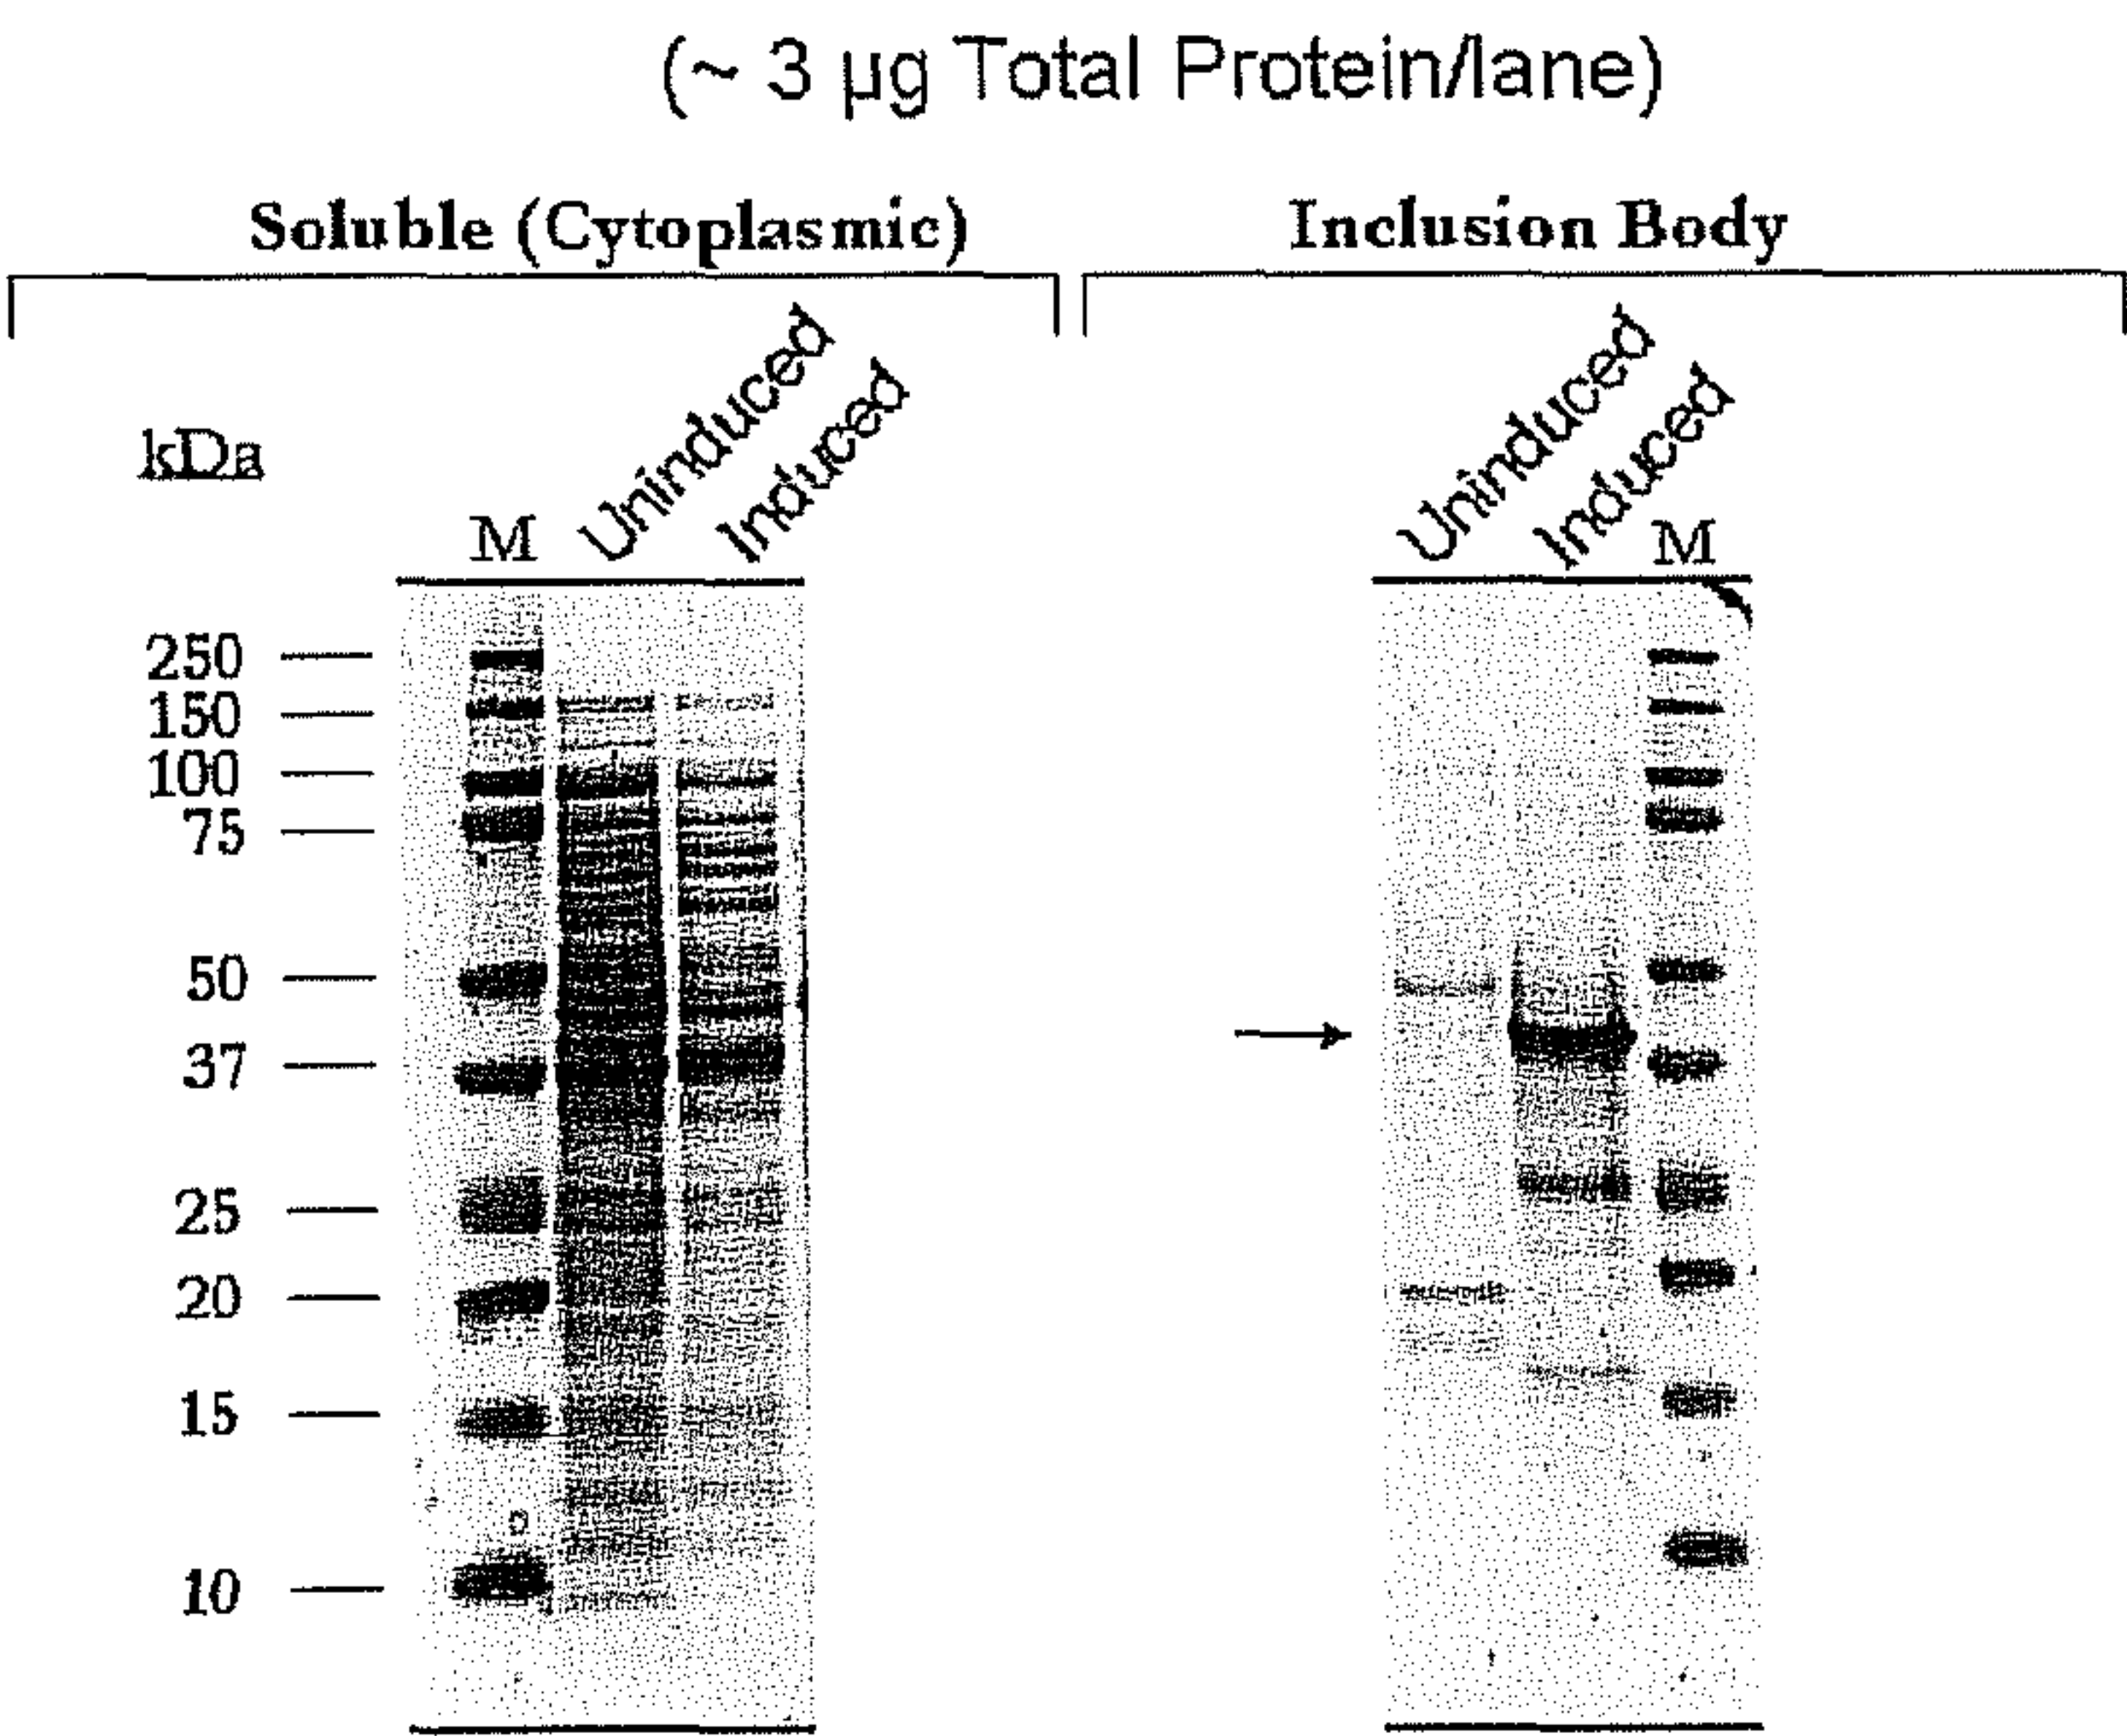 (~ 3 µg Total Protein/lane)
Soluble (Cytoplasmic)
Inclusion Body
kDa
M
Uninduced
Induced
Uninduced
Induced
M
250
150
100
75
50
37
25
20
15
10